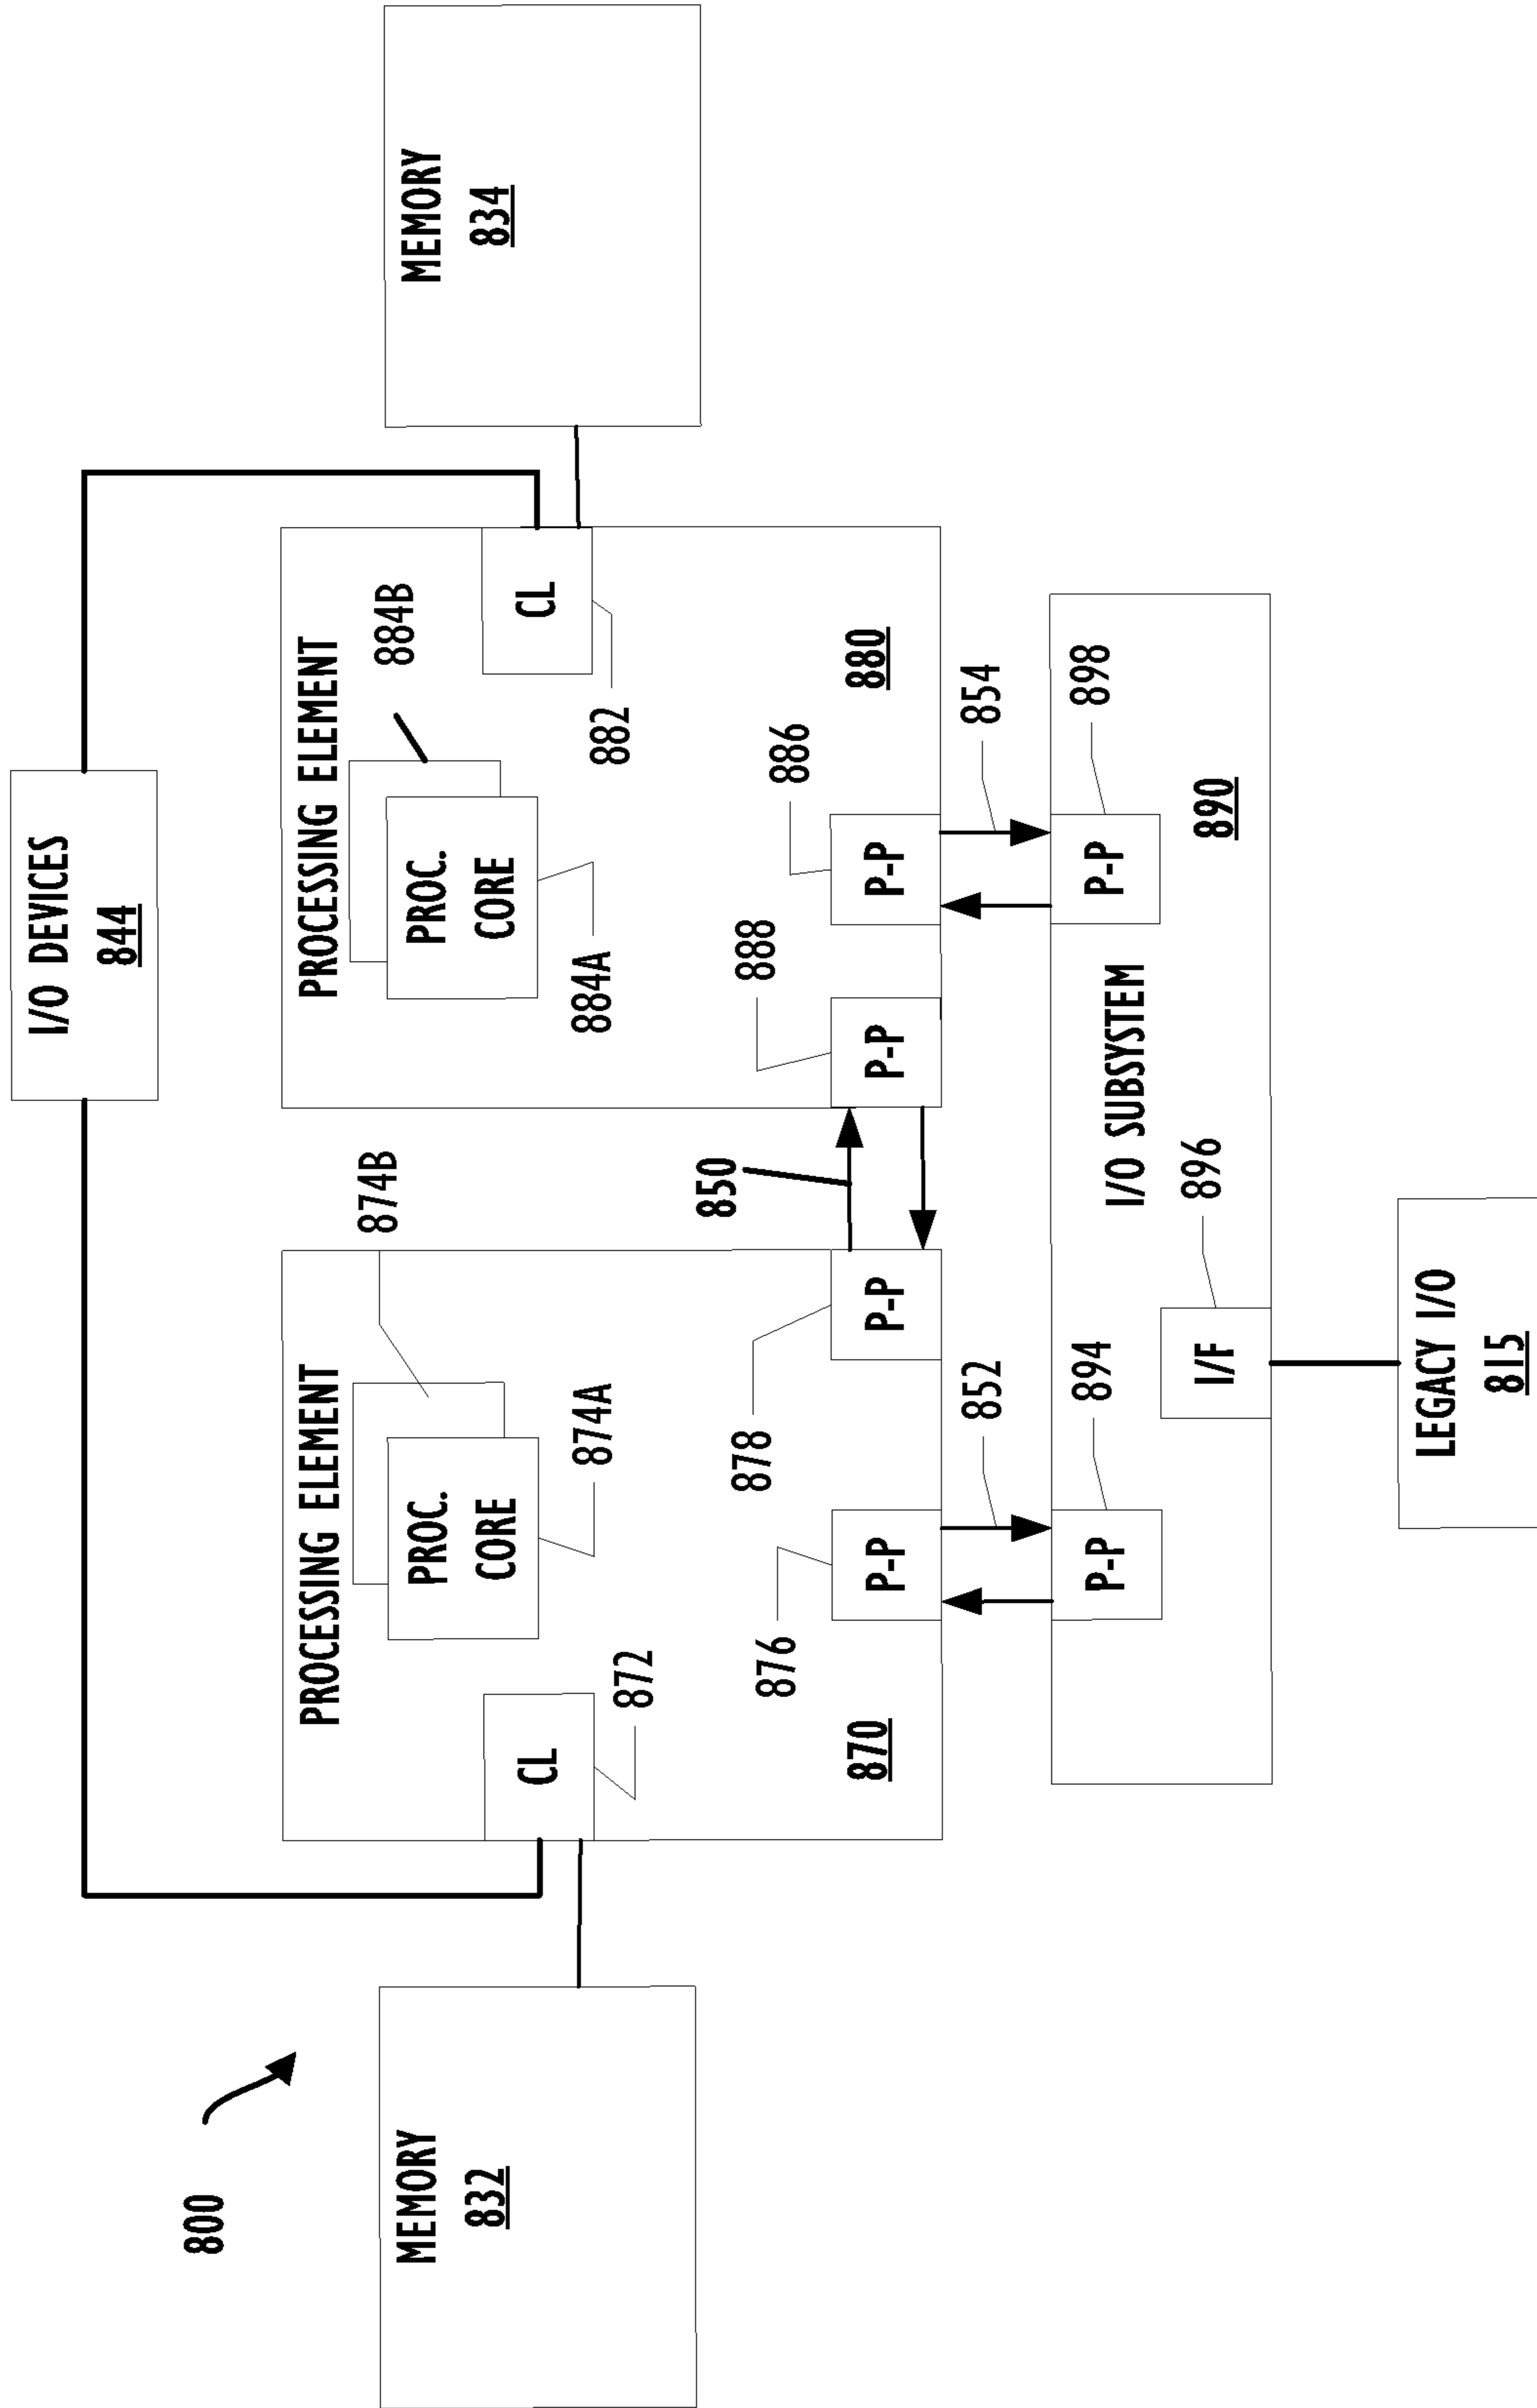 800
I/O DEVICES
844
MEMORY
832
PROCESSING ELEMENT
PROC.
CORE
874A
874B
CL
872
876
P-P
878
P-P
870
850
PROCESSING ELEMENT
PROC.
CORE
884A
884B
CL
882
888
P-P
886
P-P
880
MEMORY
834
852
854
894
P-P
I/O SUBSYSTEM
898
P-P
896
I/F
890
LEGACY I/O
815